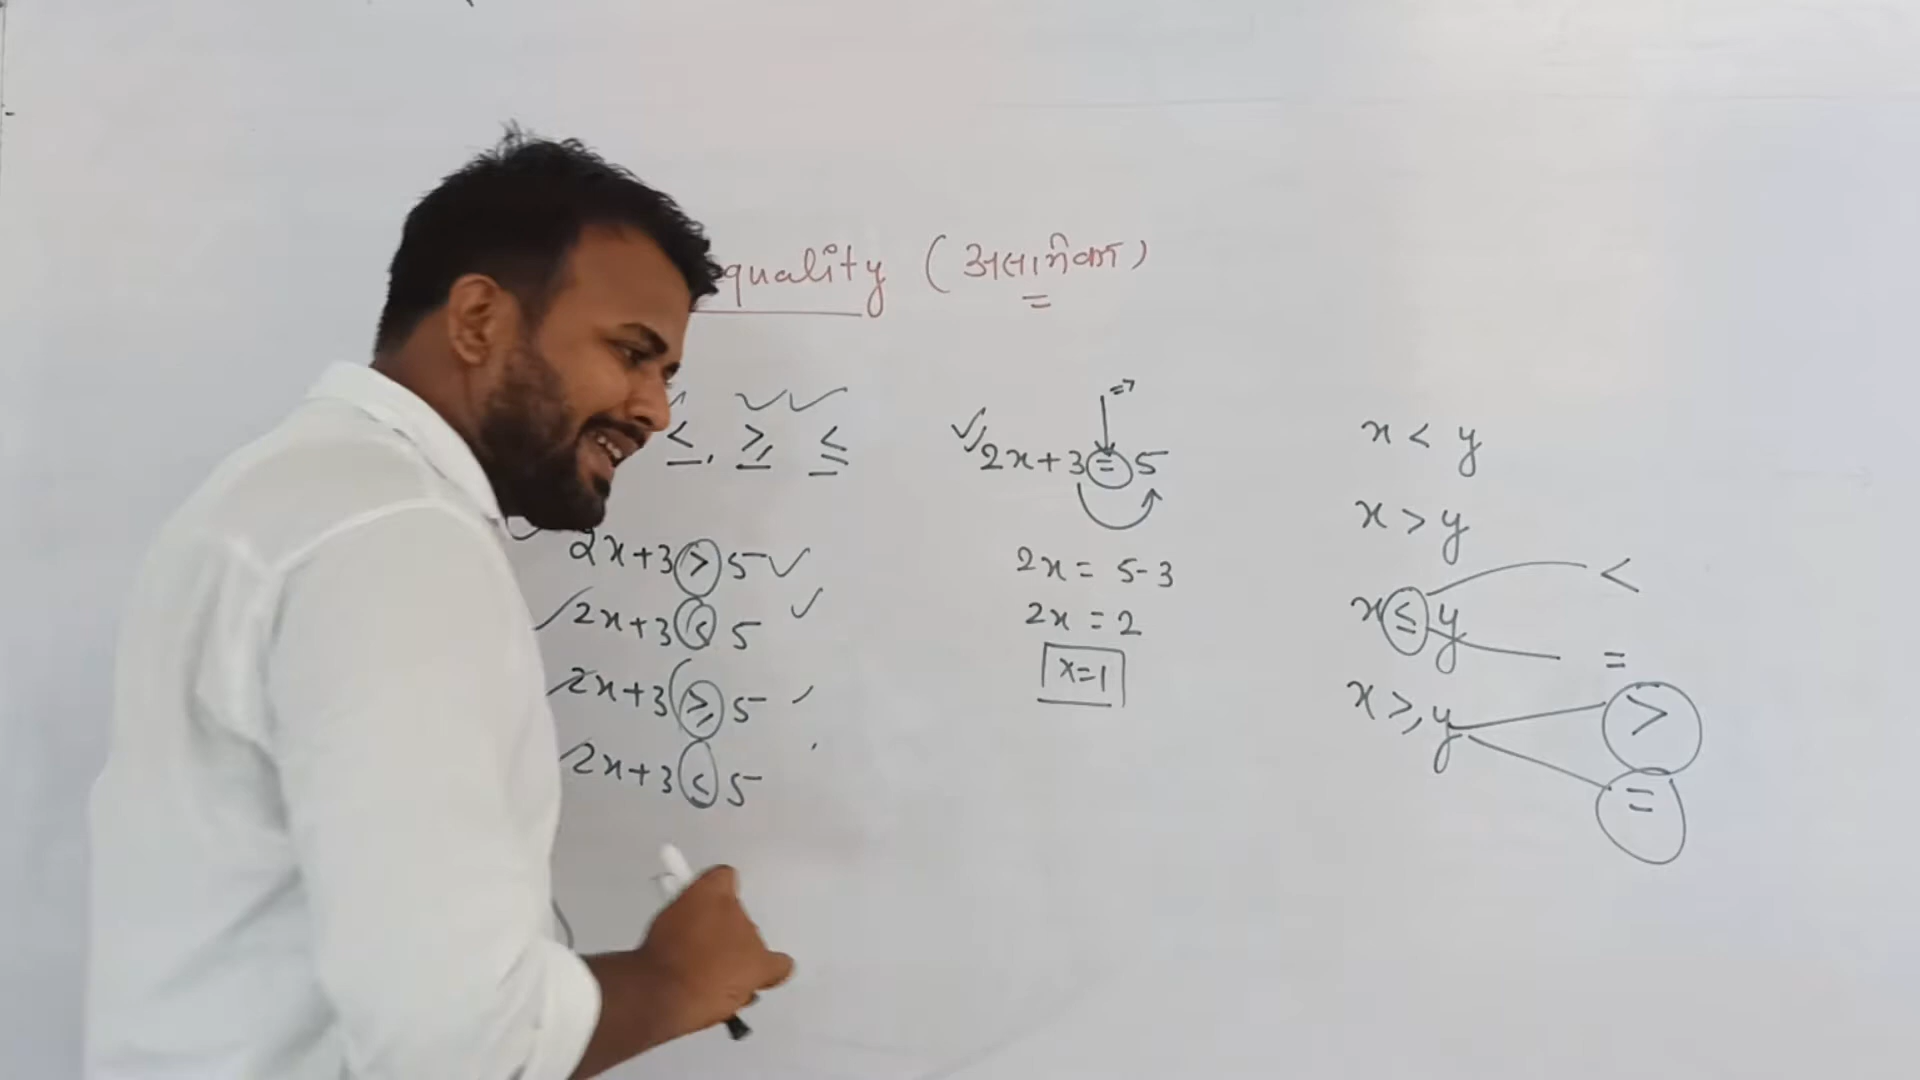 quality (असमिका)
<, ≥, ≤
2x+3 > 5 ✓
2x+3 ≤ 5 ✓
2x+3 ≥ 5
2x+3 ≤ 5
✓ 2x+3 = 5
2x = 5-3
2x = 2
x=1
x < y
x > y
x ≤ y < =
x ≥ y > =